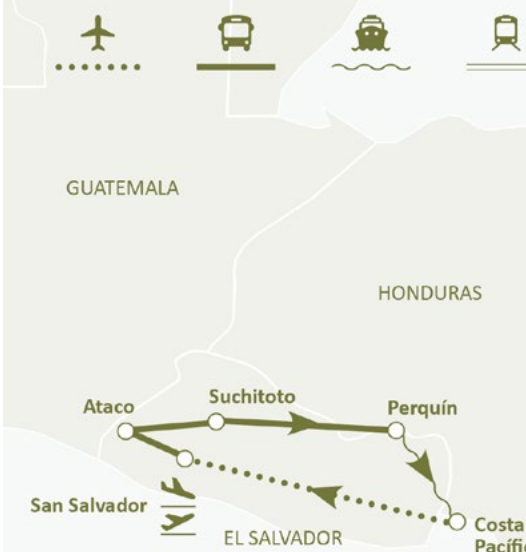 GUATEMALA
HONDURAS
Suchitoto
Ataco
Perquín
San Salvador
EL SALVADOR
Costa